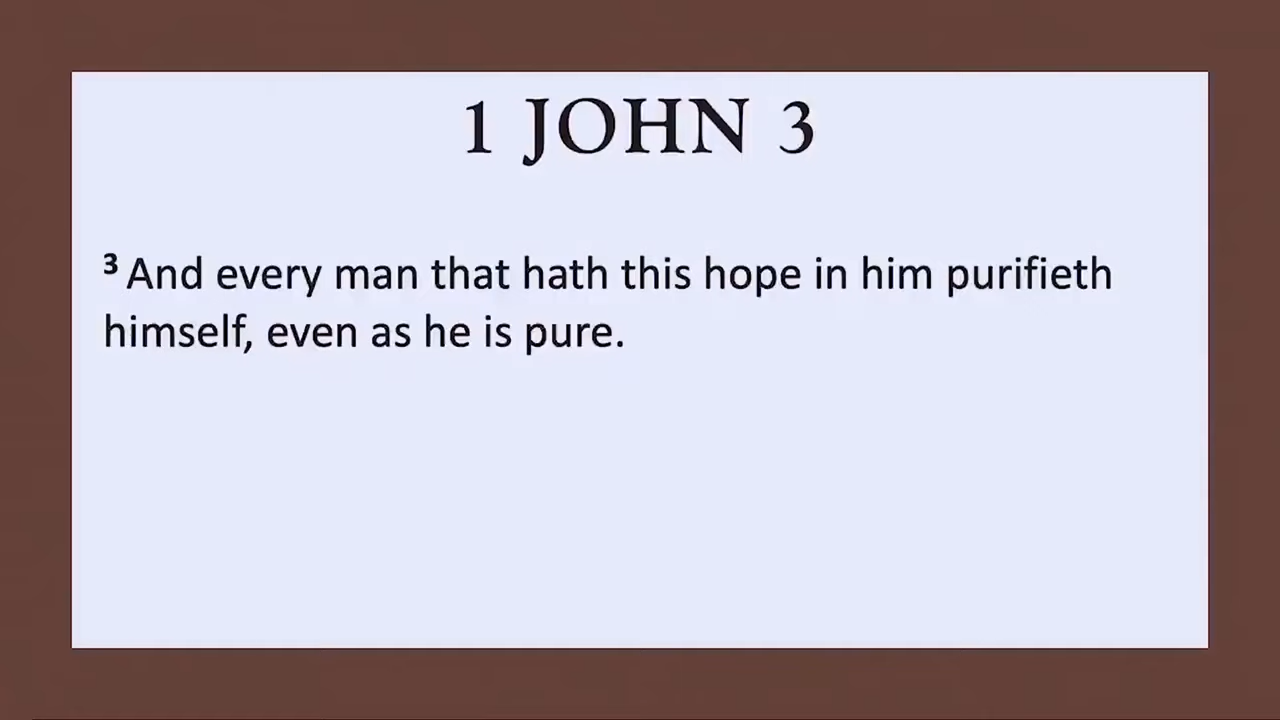 1 JOHN 3
3 And every man that hath this hope in him purifieth
himself, even as he is pure.